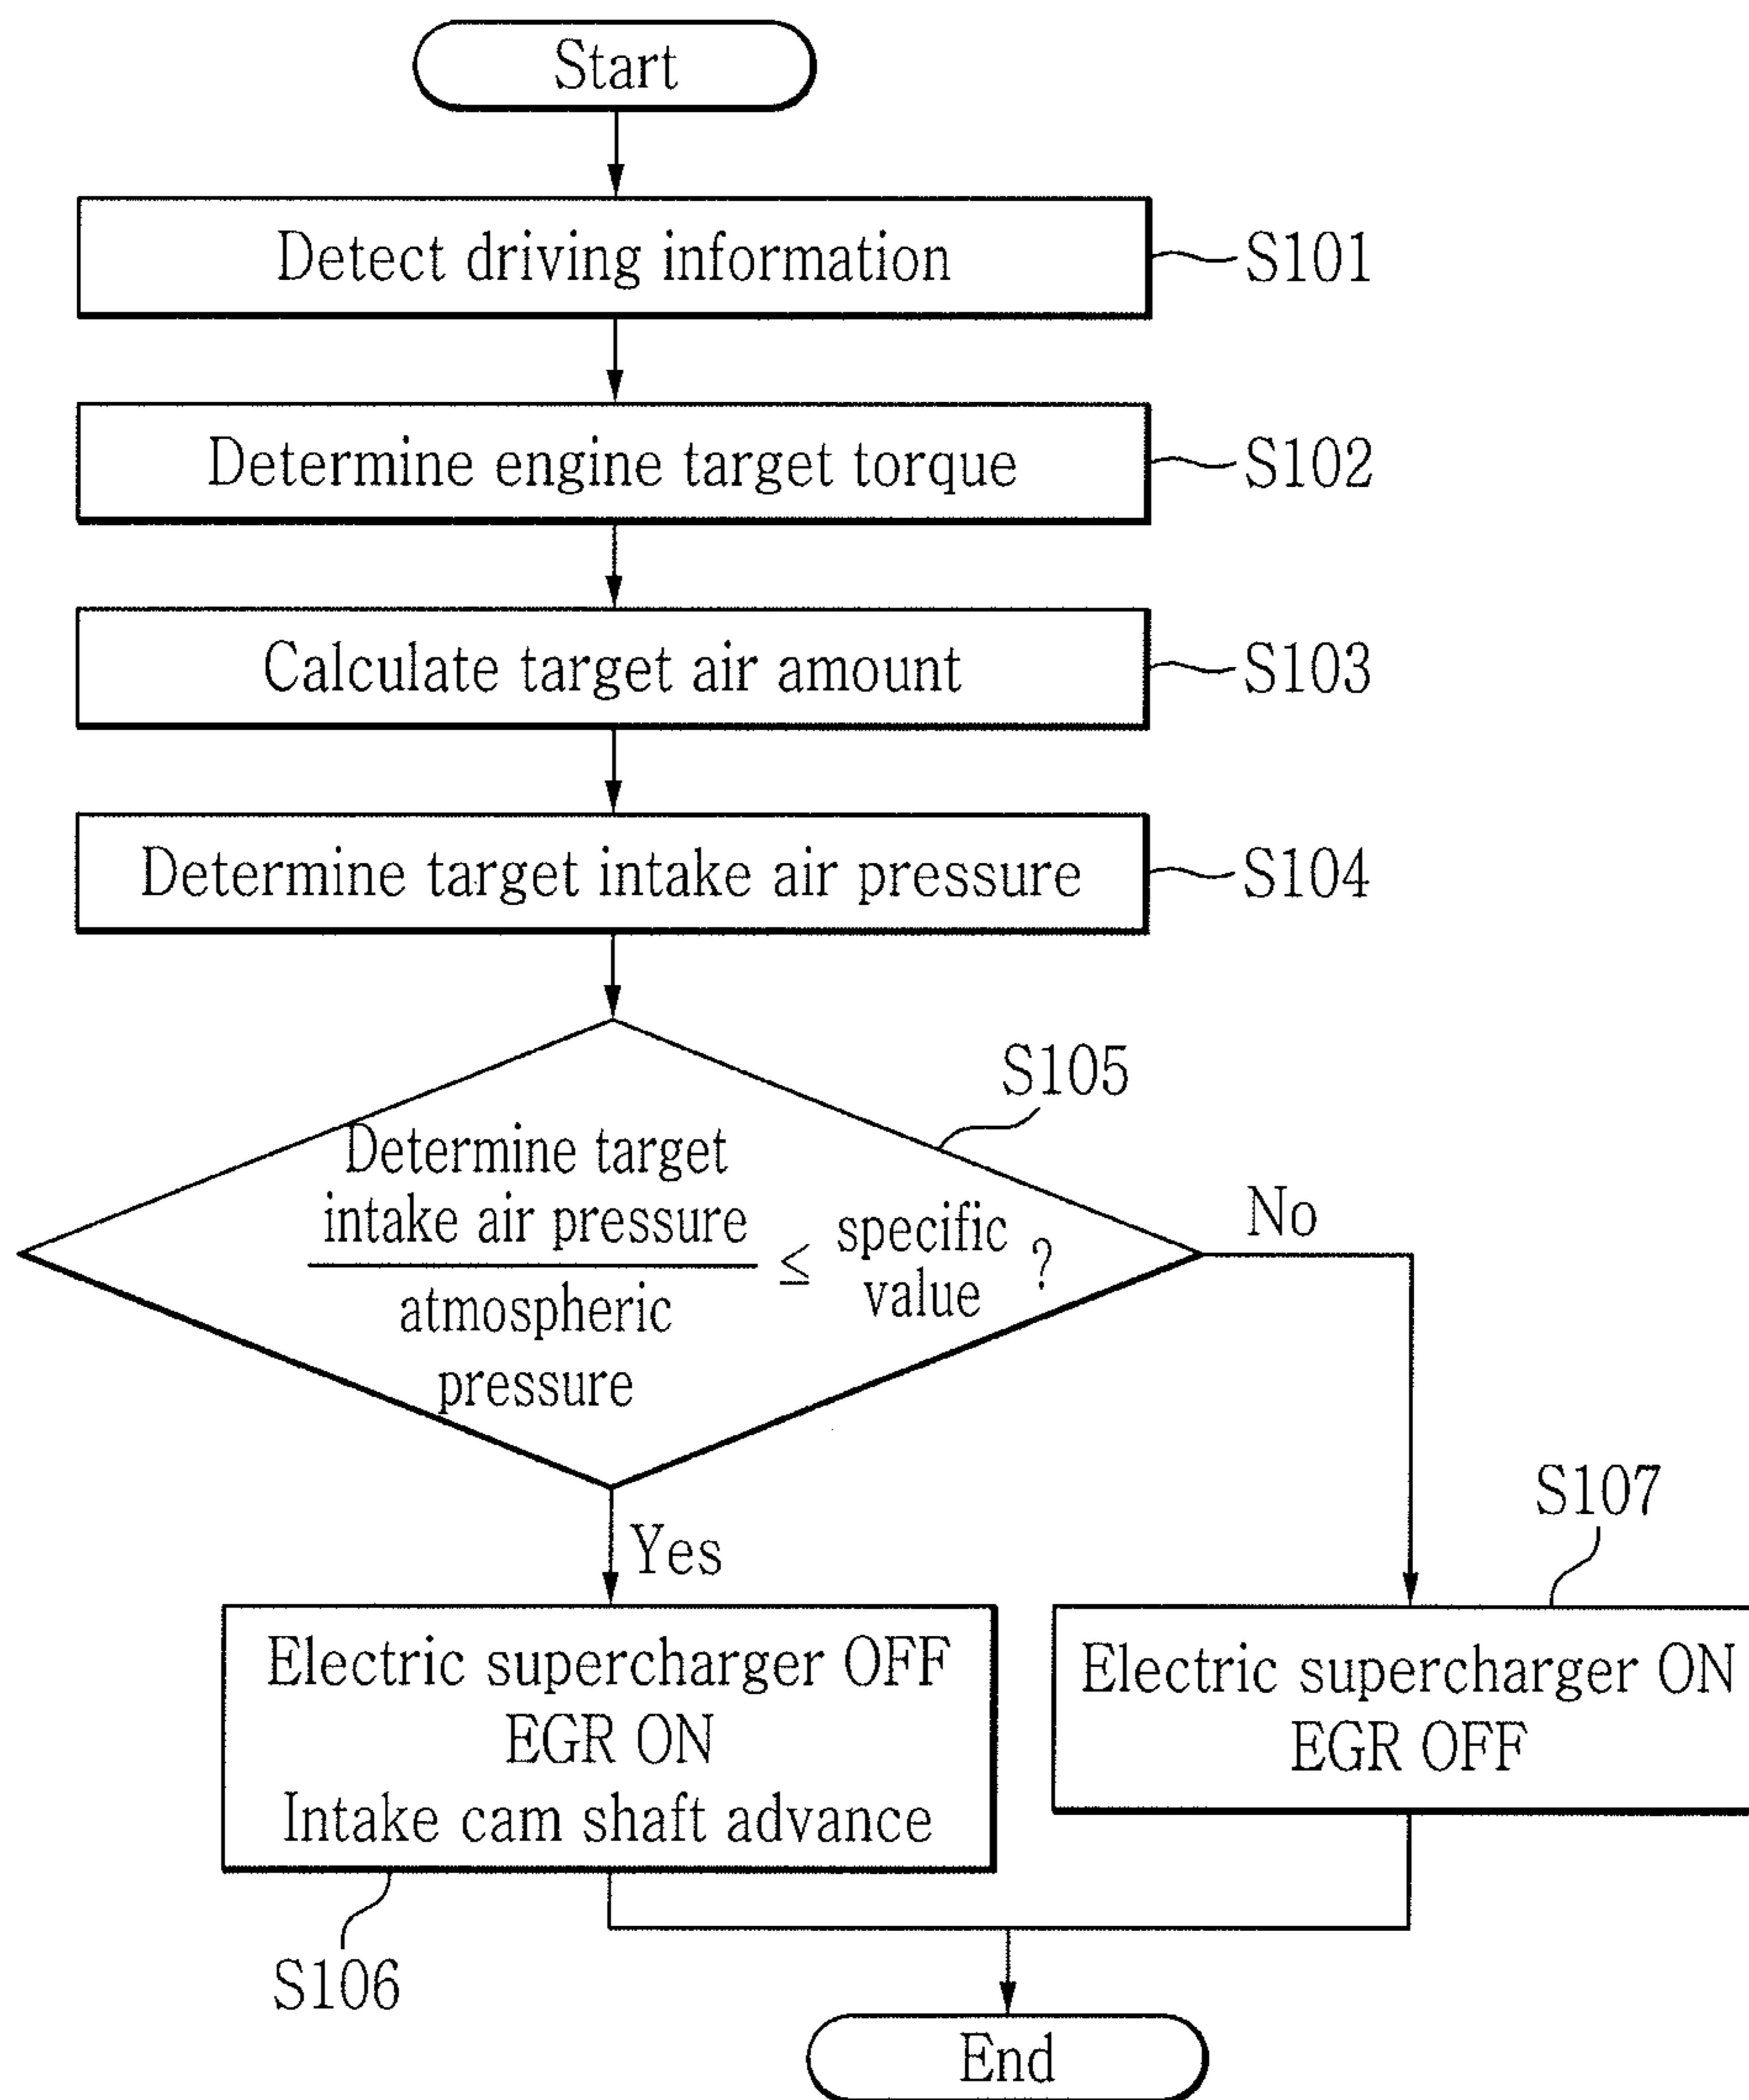 Start
Detect driving information
S101
Determine engine target torque
S102
Calculate target air amount
S103
Determine target intake air pressure
S104
S105
Determine target
intake air pressure
atmospheric
pressure
≤
specific
value
?
No
Yes
S107
Electric supercharger OFF
EGR ON
Intake cam shaft advance
Electric supercharger ON
EGR OFF
S106
End